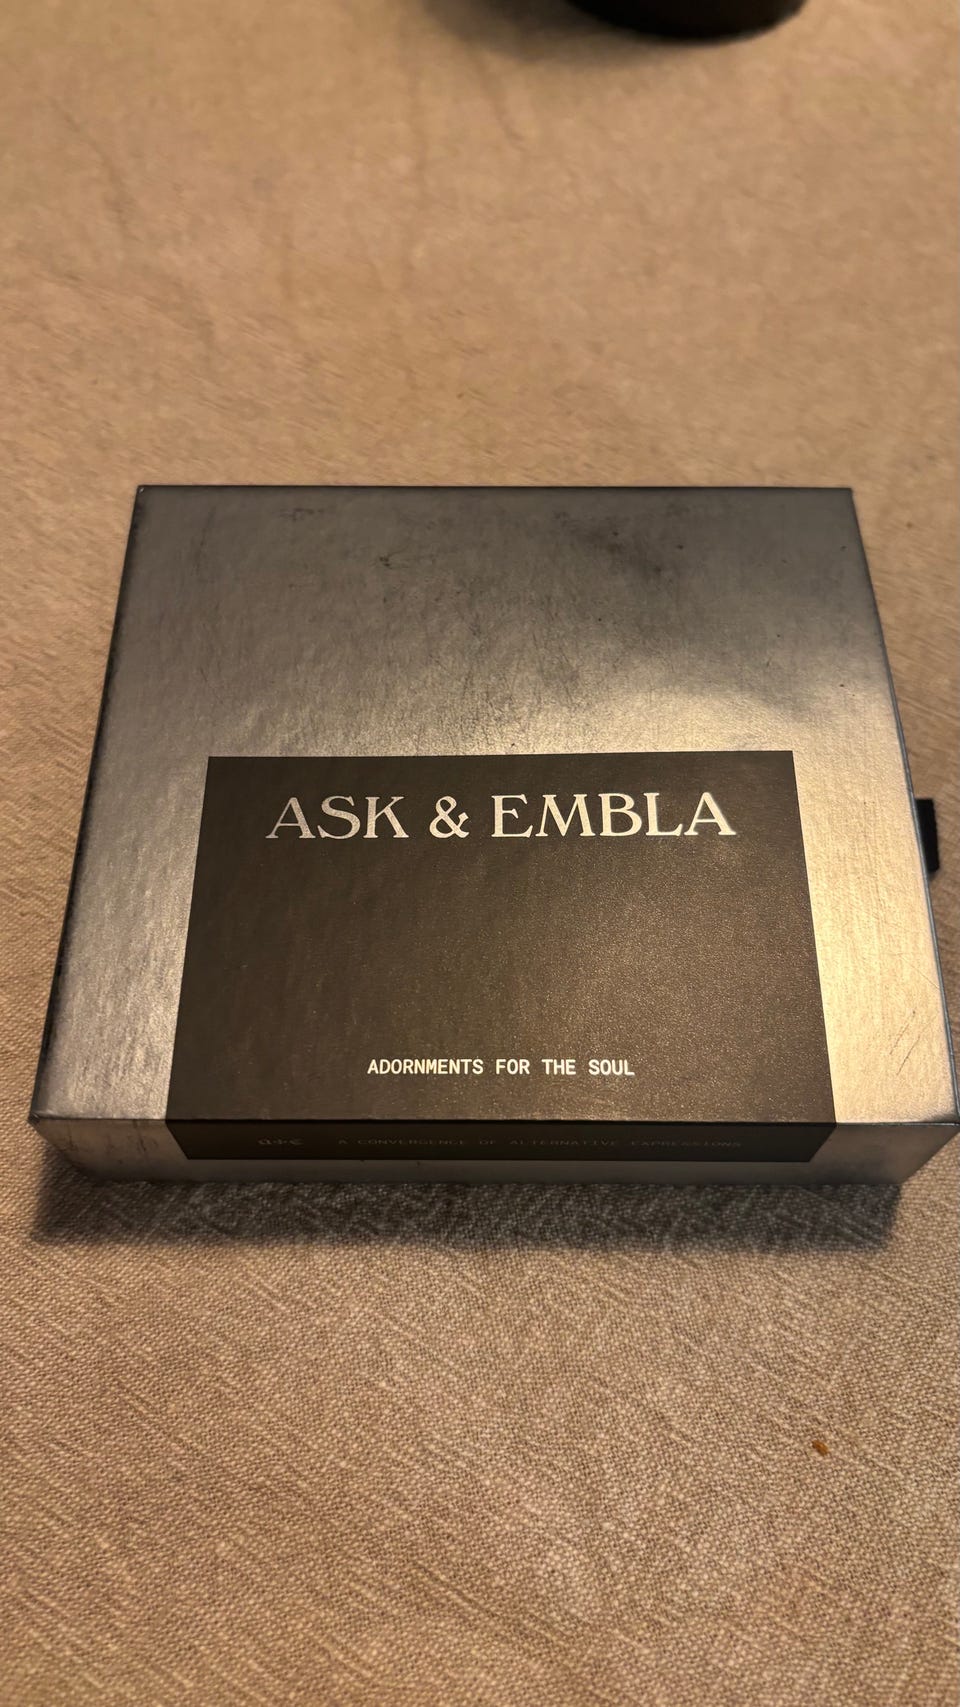 ASK & EMBLA
ADORNMENTS FOR THE SOUL
a+e A CONVERGENCE OF ALTERNATIVE EXPRESSIONS